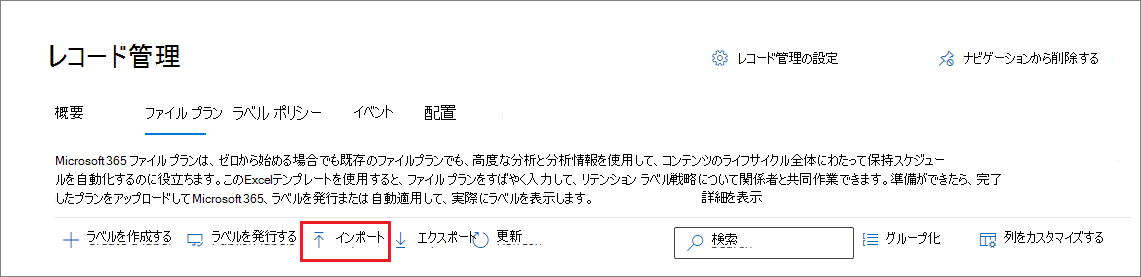 レコード管理
レコード管理の設定
ナビゲーションから削除する
概要
ファイル プラン
ラベル ポリシー
イベント
配置
Microsoft 365 ファイル プランは、ゼロから始める場合でも既存のファイルプランでも、高度な分析と分析情報を使用して、コンテンツのライフサイクル全体にわたって保持スケジュー
ルを自動化するのに役立ちます。このExcelテンプレートを使用すると、ファイル プランをすばやく入力して、リテンション ラベル戦略について関係者と共同作業できます。準備ができたら、完了
したプランをアップロードしてMicrosoft 365、ラベルを発行または 自動適用して、実際にラベルを表示します。 詳細を表示
ラベルを作成する
ラベルを発行する
インポート
エクスポート
更新
検索
グループ化
列をカスタマイズする